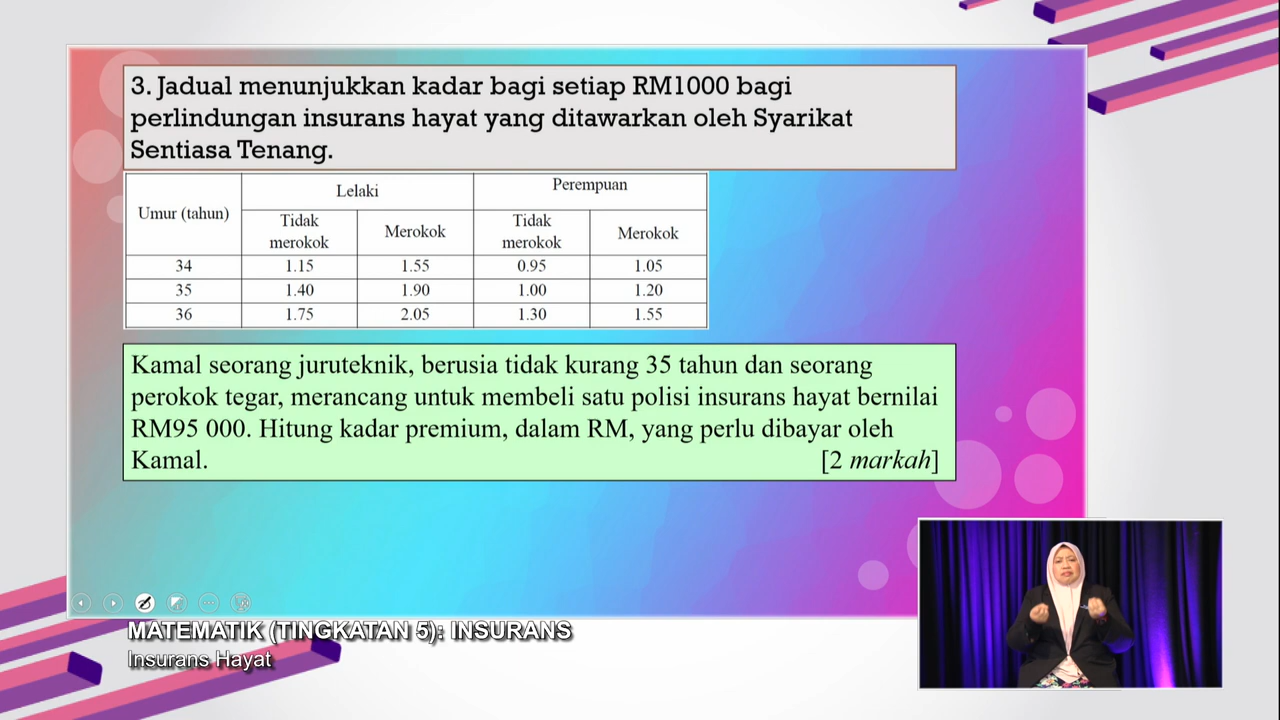 3. Jadual menunjukkan kadar bagi setiap RM1000 bagi
perlindungan insurans hayat yang ditawarkan oleh Syarikat
Sentiasa Tenang.
Umur (tahun) Lelaki Perempuan
Tidak merokok Merokok Tidak merokok Merokok
34 1.15 1.55 0.95 1.05
35 1.40 1.90 1.00 1.20
36 1.75 2.05 1.30 1.55
Kamal seorang juruteknik, berusia tidak kurang 35 tahun dan seorang
perokok tegar, merancang untuk membeli satu polisi insurans hayat bernilai
RM95 000. Hitung kadar premium, dalam RM, yang perlu dibayar oleh
Kamal. [2 markah]
MATEMATIK (TINGKATAN 5): INSURANS
Insurans Hayat